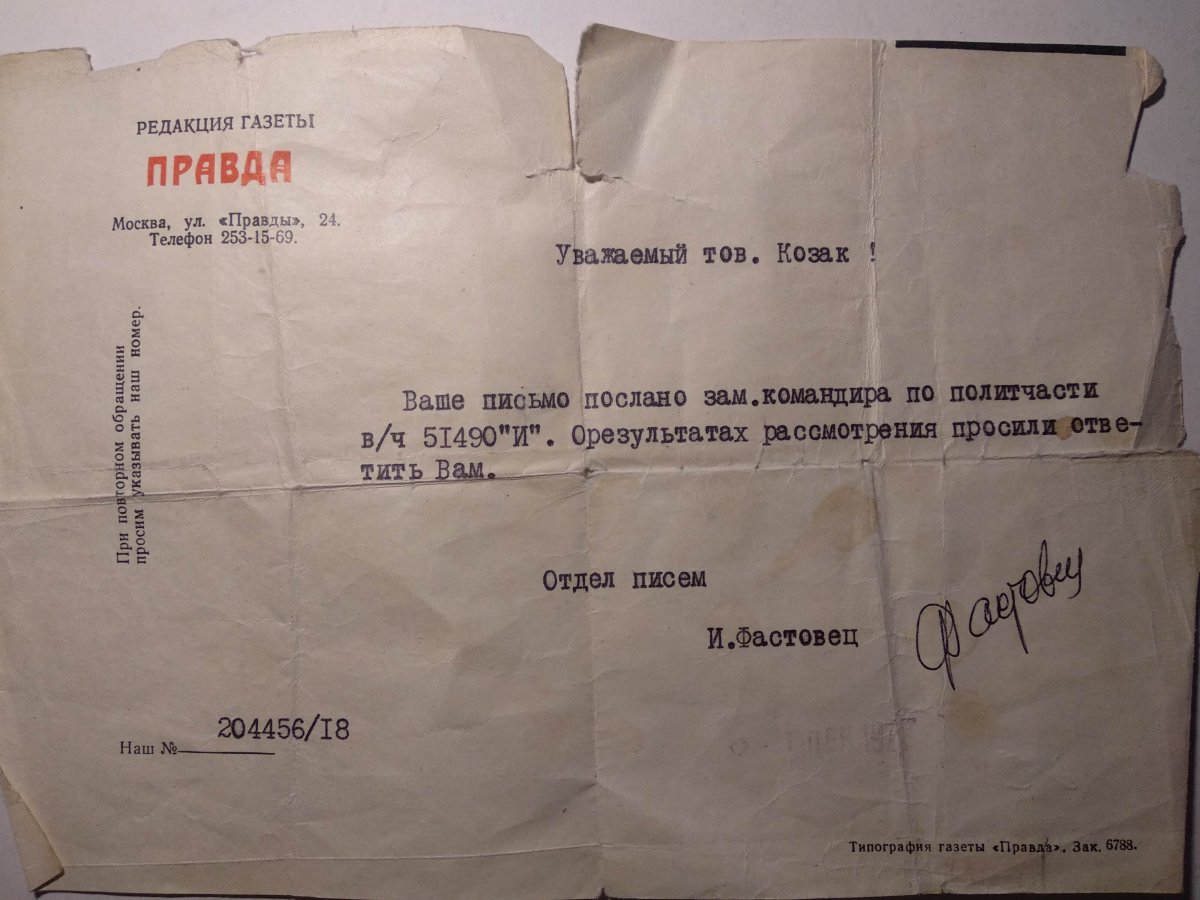 РЕДАКЦИЯ ГАЗЕТЫ
ПРАВДА
Москва, ул. «Правды», 24.
Телефон 253-15-69.
При повторном обращении
просим указывать наш номер.
Уважаемый тов. Козак !
Ваше письмо послано зам.командира по политчасти
в/ч 5I490"И". Орезультатах рассмотрения просили отве-
тить Вам.
Отдел писем
И.Фастовец
Фастовец
204456/I8
Наш №
Типография газеты «Правда». Зак. 6788.